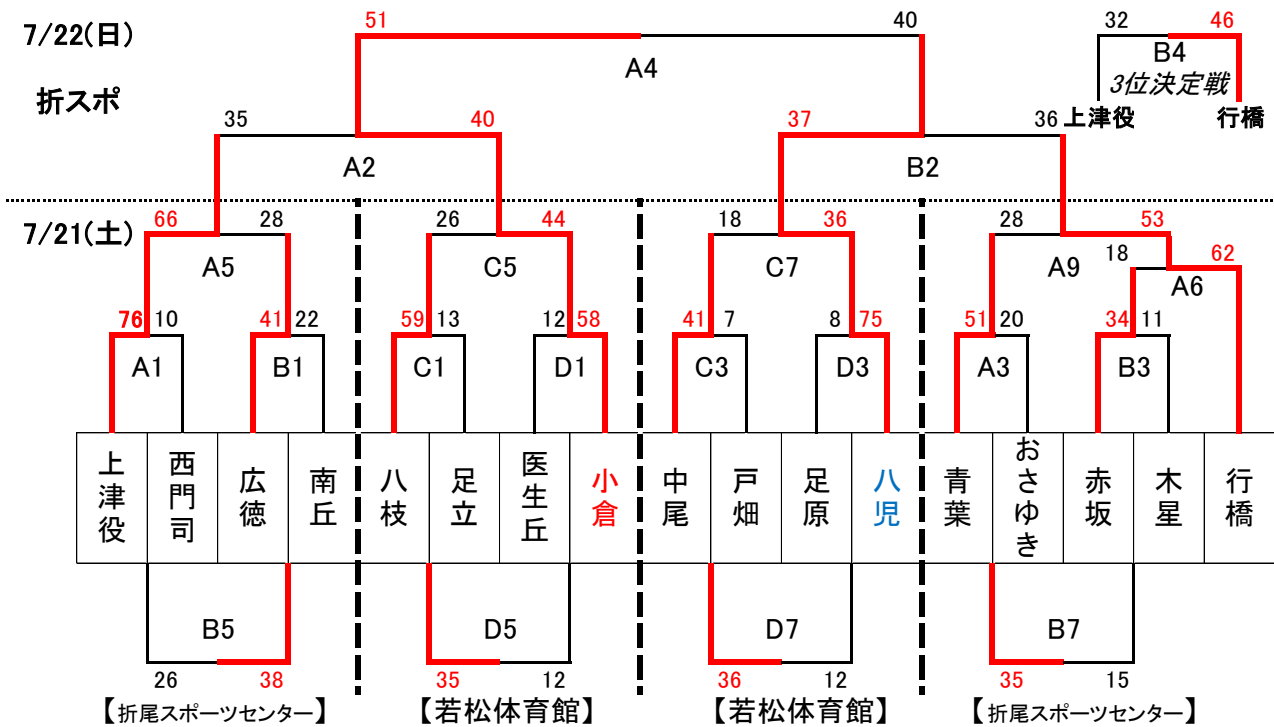 7/22(日)
51
40
32
46
A4
B4
3位決定戦
折スポ
上津役
行橋
35
40
37
36
A2
B2
7/21(土)
66
28
26
44
18
36
28
53
A5
C5
C7
A9
18
62
A6
76
10
41
22
59
13
12
58
41
7
8
75
51
20
34
11
A1
B1
C1
D1
C3
D3
A3
B3
上津役
西門司
広徳
南丘
八枝
足立
医生丘
小倉
中尾
戸畑
足原
八児
青葉
おさゆき
赤坂
木星
行橋
B5
D5
D7
B7
26
38
35
12
36
12
35
15
【折尾スポーツセンター】
【若松体育館】
【若松体育館】
【折尾スポーツセンター】